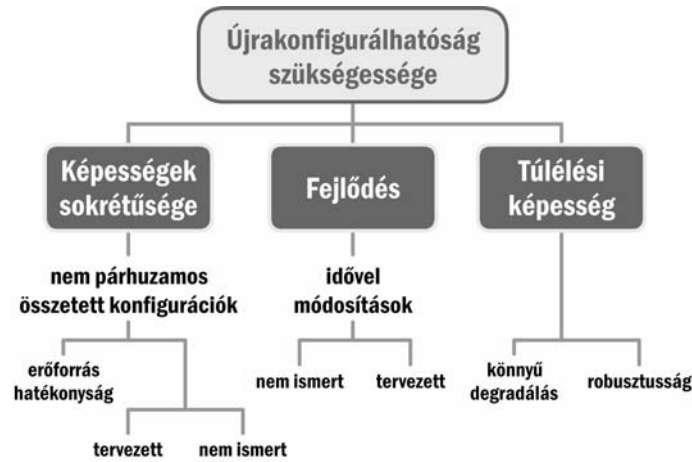 Újrakonfigurálhatóság
szükségessége
Képességek
sokrétűsége
Fejlődés
Túlélési
képesség
nem párhuzamos
összetett konfigurációk
idővel
módosítások
erőforrás
hatékonyság
nem ismert
tervezett
könnyű
degradálás
robusztusság
tervezett
nem ismert